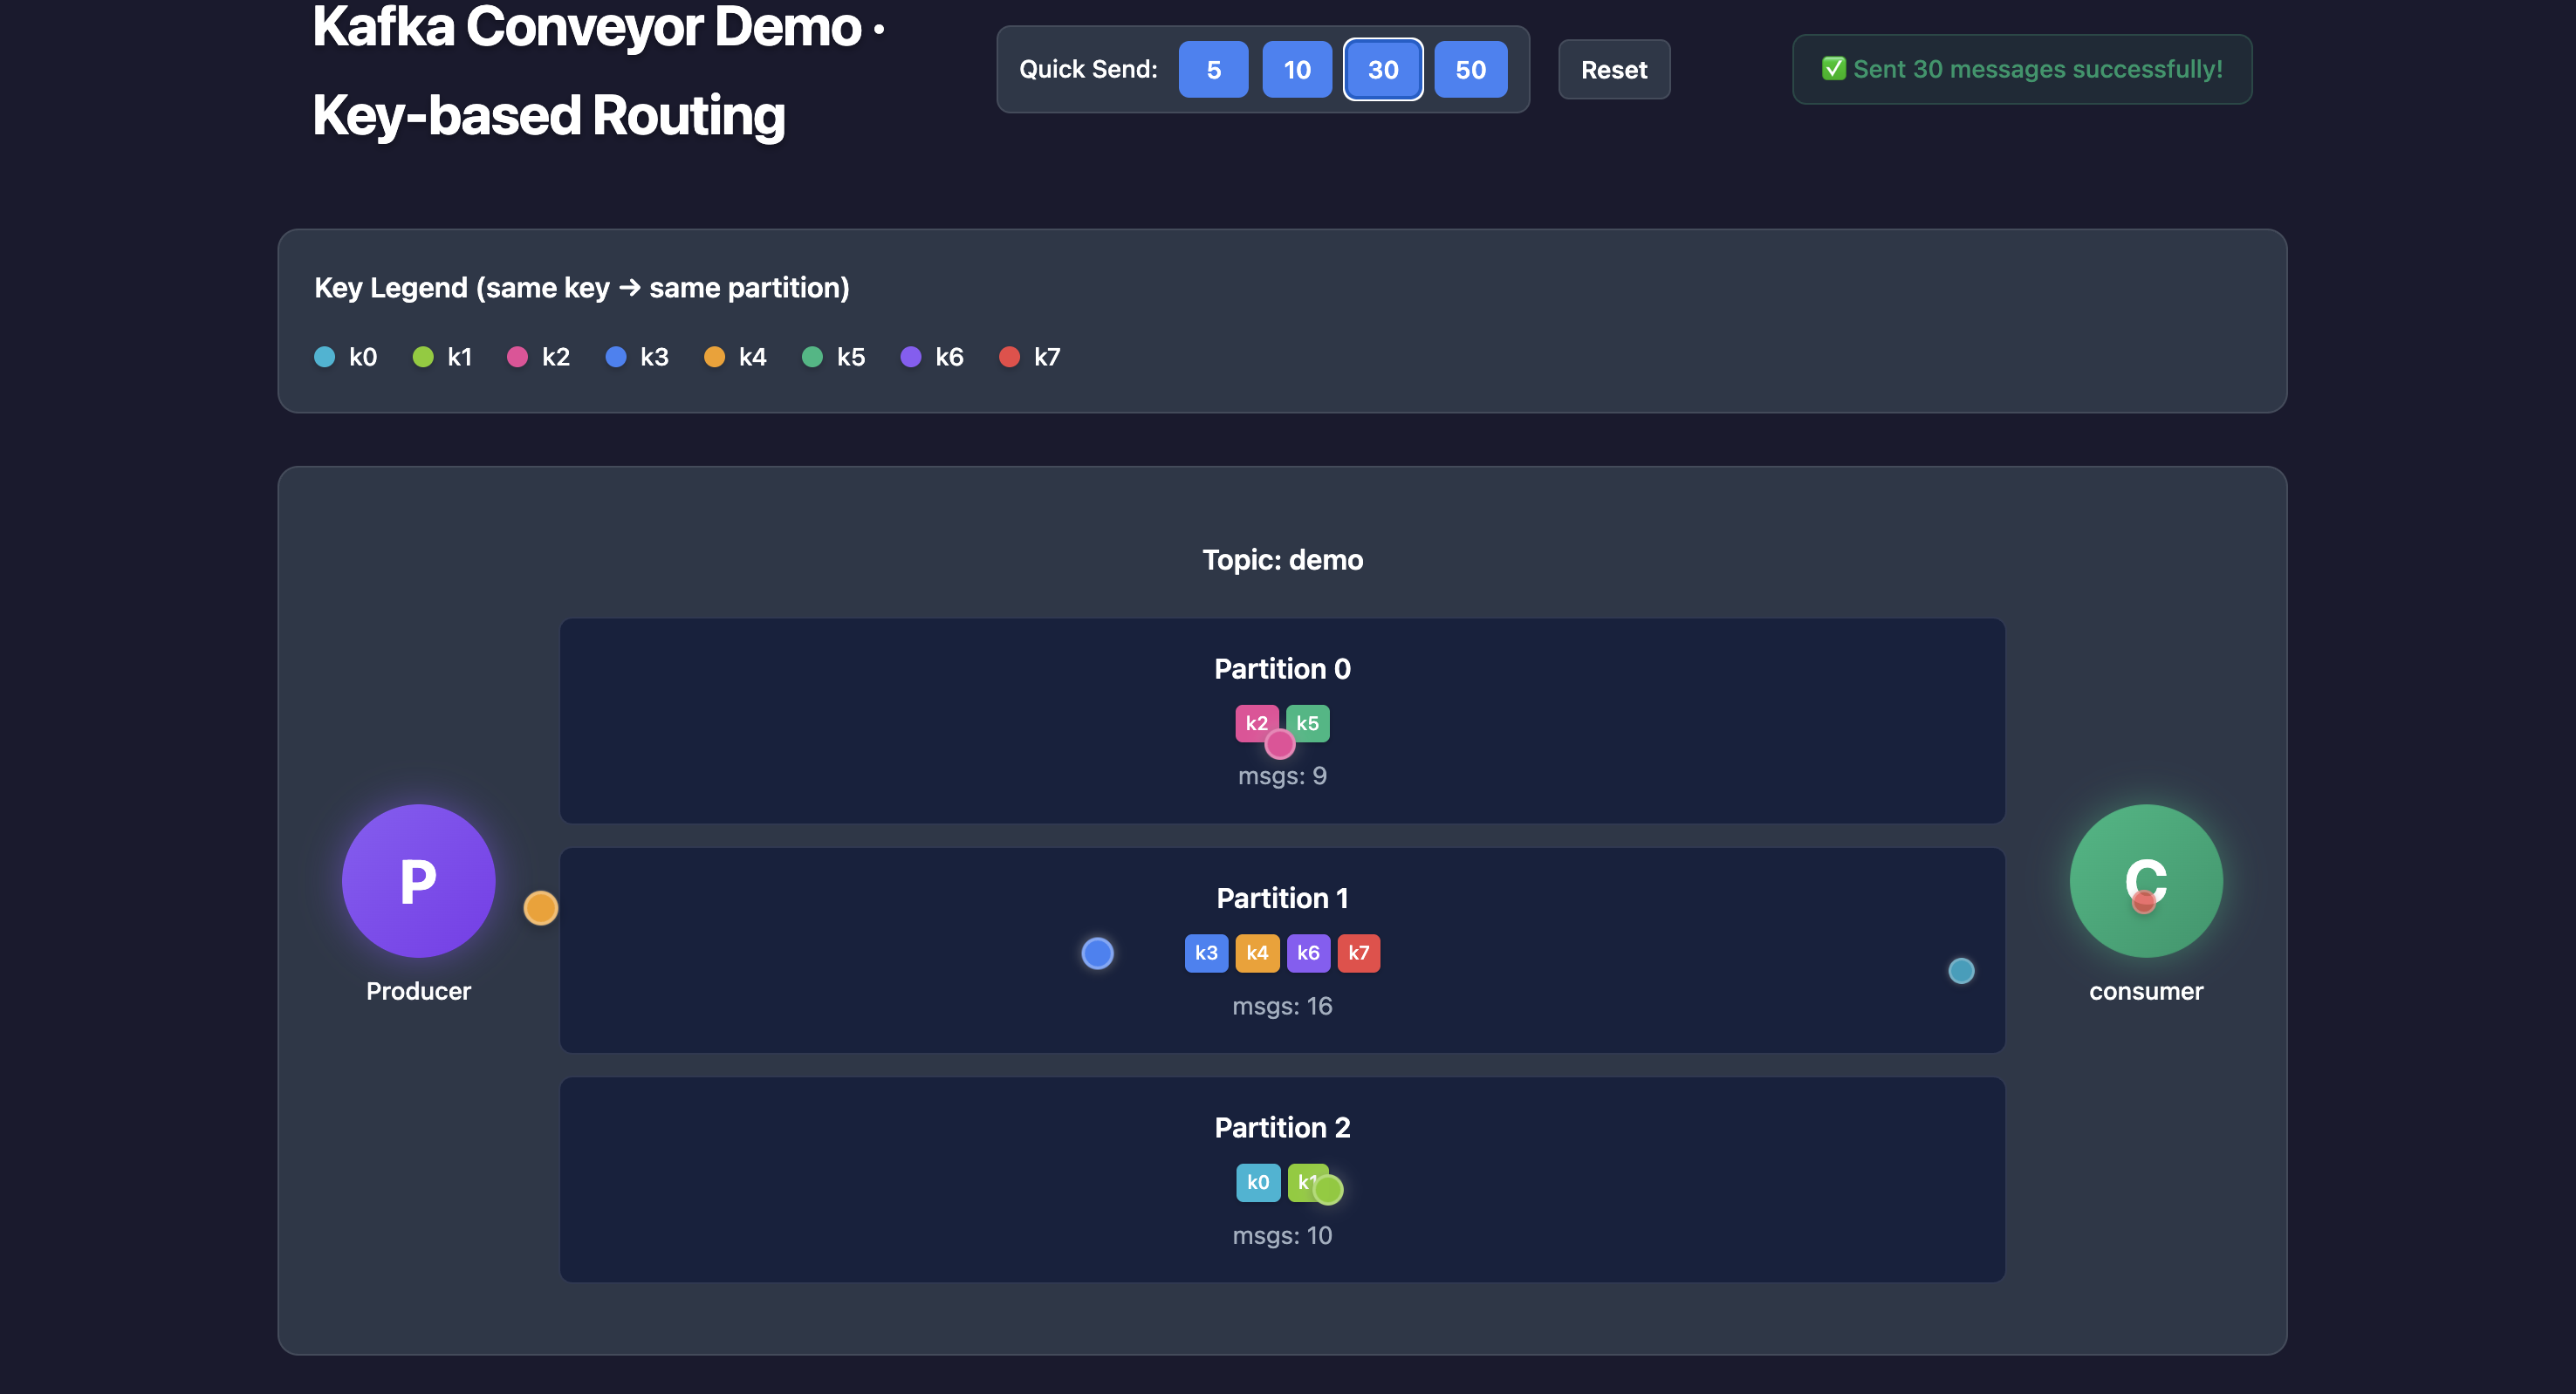 Kafka Conveyor Demo ·
Key-based Routing
Quick Send: 5 10 30 50
Reset
✅ Sent 30 messages successfully!
Key Legend (same key → same partition)
k0 k1 k2 k3 k4 k5 k6 k7
Topic: demo
Partition 0
k2 k5
msgs: 9
P
Producer
Partition 1
k3 k4 k6 k7
msgs: 16
C
consumer
Partition 2
k0 k1
msgs: 10